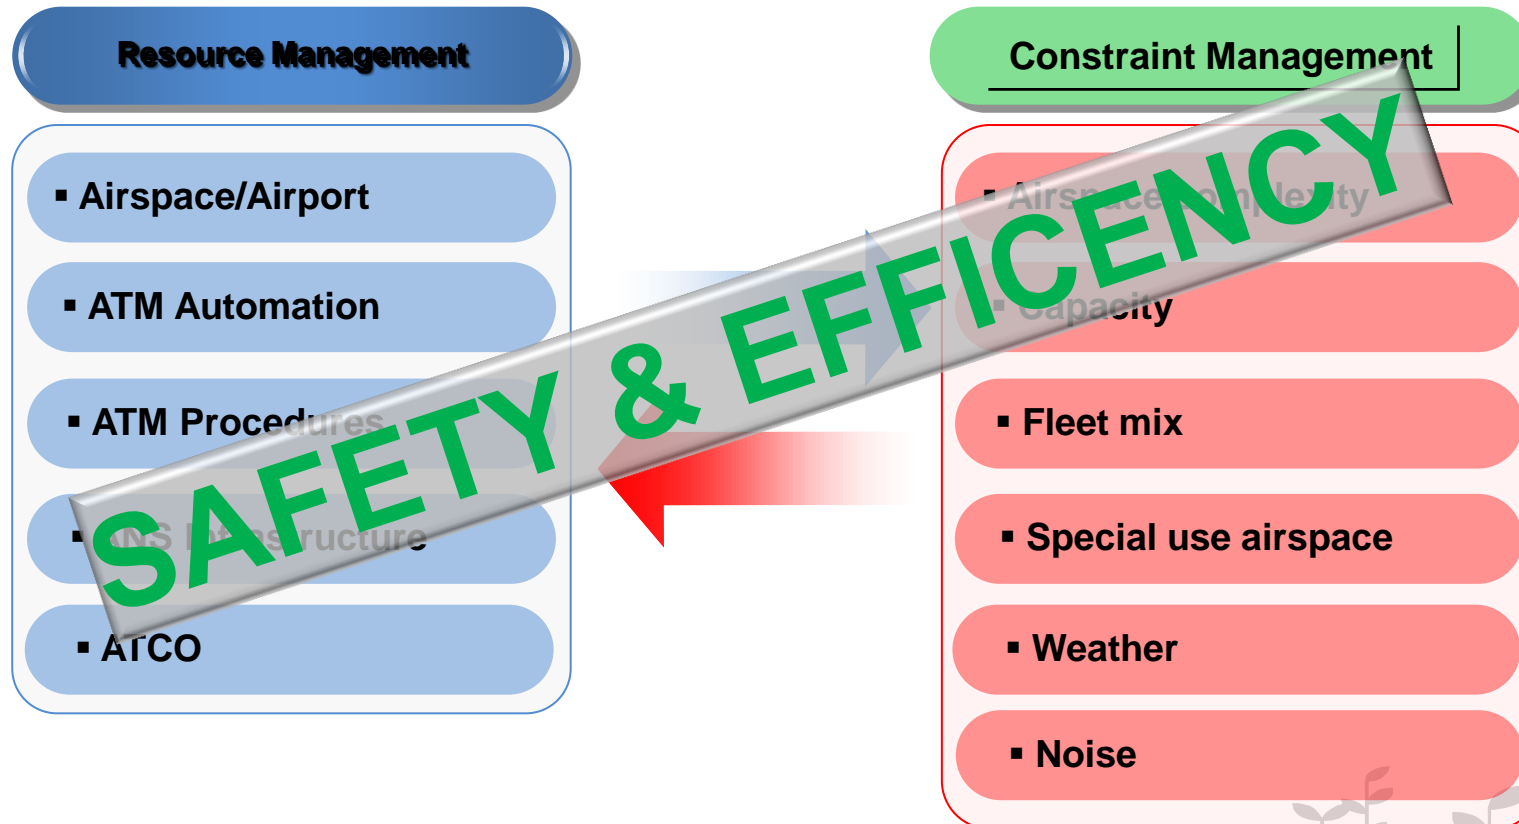 Resource Management
▪ Airspace/Airport
▪ ATM Automation
▪ ATM Procedures
▪ ANS Infrastructure
▪ ATCO
SAFETY & EFFICENCY
Constraint Management
▪ Airspace complexity
▪ Capacity
▪ Fleet mix
▪ Special use airspace
▪ Weather
▪ Noise